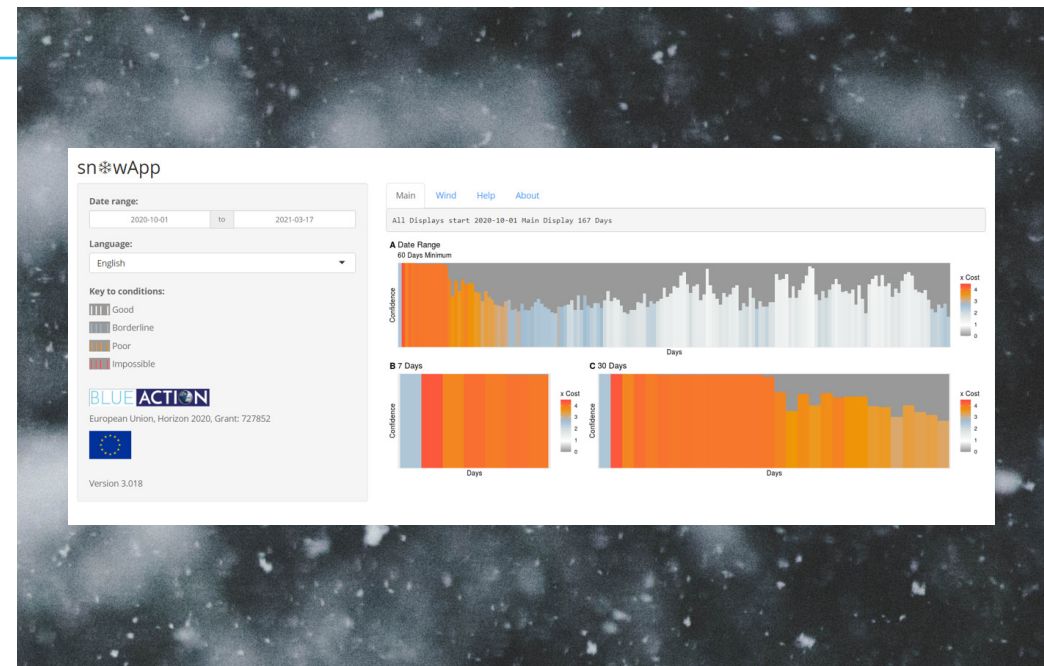 sn❄wApp
Date range:
2020-10-01 to 2021-03-17
Language:
English
Key to conditions:
Good
Borderline
Poor
Impossible
BLUE ACTION
European Union, Horizon 2020, Grant: 727852
Version 3.018
Main Wind Help About
All Displays start 2020-10-01 Main Display 167 Days
A Date Range
60 Days Minimum
Confidence
Days
x Cost
4
3
2
1
0
B 7 Days
Confidence
Days
x Cost
4
3
2
1
0
C 30 Days
Confidence
Days
x Cost
4
3
2
1
0